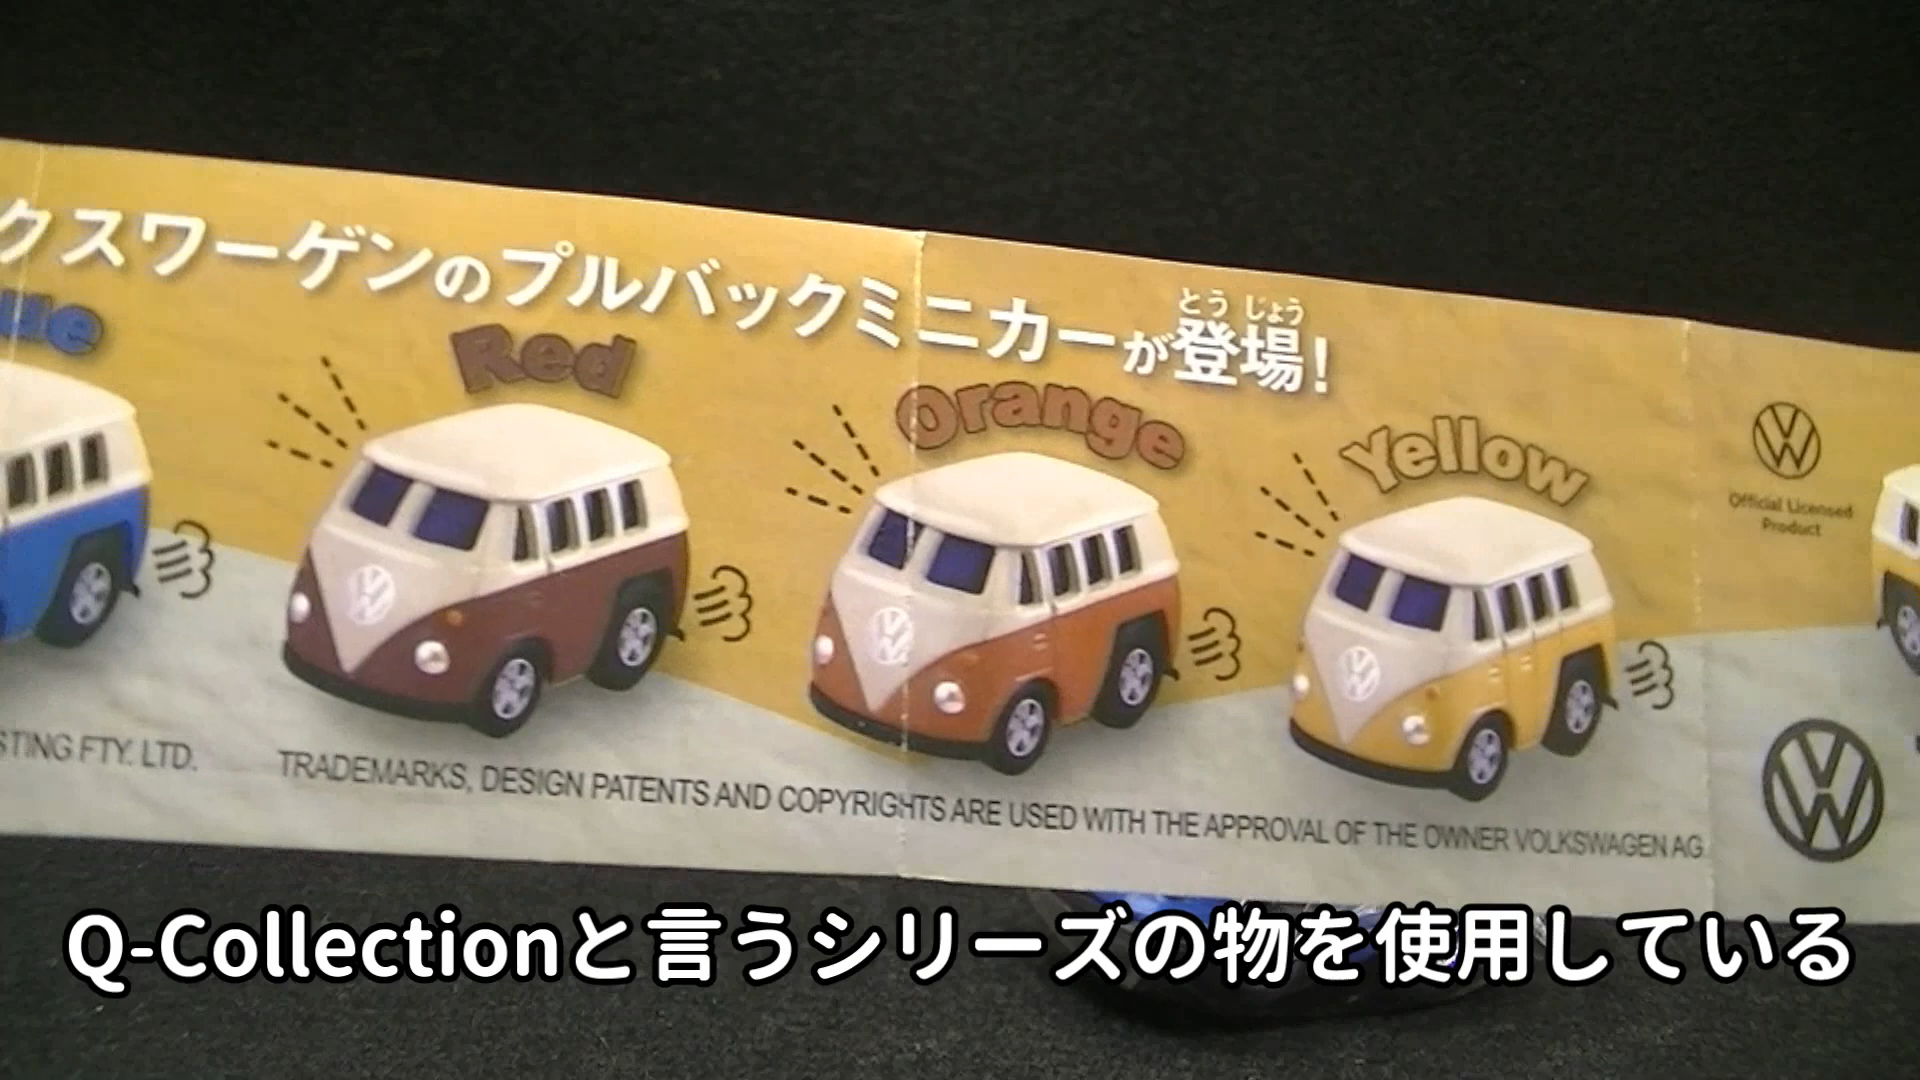 クスワーゲンのプルバックミニカーが登場!
とうじょう
Red
Orange
Yellow
Official Licensed
Product
STING FTY. LTD.
TRADEMARKS, DESIGN PATENTS AND COPYRIGHTS ARE USED WITH THE APPROVAL OF THE OWNER VOLKSWAGEN AG
Q-Collectionと言うシリーズの物を使用している